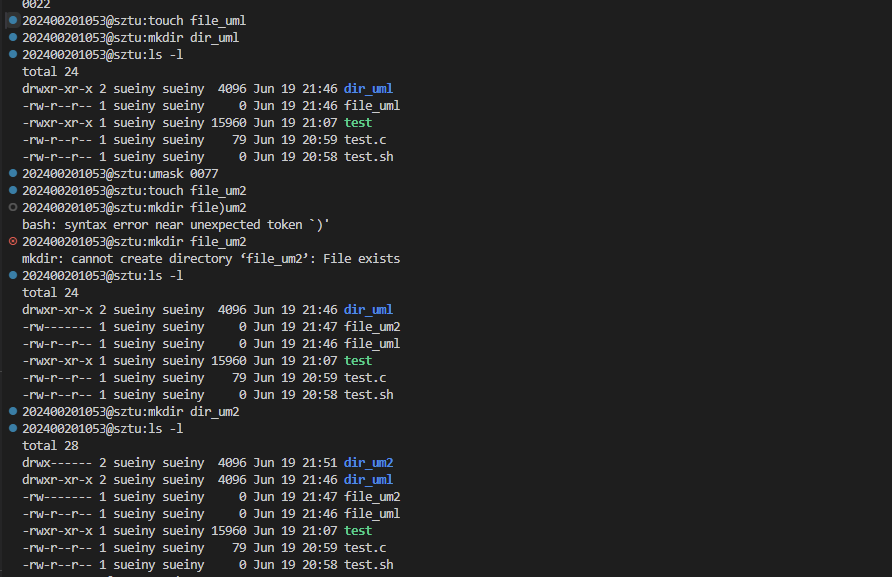 0022
202400201053@sztu:touch file_uml
202400201053@sztu:mkdir dir_uml
202400201053@sztu:ls -l
total 24
drwxr-xr-x 2 sueiny sueiny  4096 Jun 19 21:46 dir_uml
-rw-r--r-- 1 sueiny sueiny     0 Jun 19 21:46 file_uml
-rwxr-xr-x 1 sueiny sueiny 15960 Jun 19 21:07 test
-rw-r--r-- 1 sueiny sueiny    79 Jun 19 20:59 test.c
-rw-r--r-- 1 sueiny sueiny     0 Jun 19 20:58 test.sh
202400201053@sztu:umask 0077
202400201053@sztu:touch file_um2
202400201053@sztu:mkdir file)um2
bash: syntax error near unexpected token `)'
202400201053@sztu:mkdir file_um2
mkdir: cannot create directory ‘file_um2’: File exists
202400201053@sztu:ls -l
total 24
drwxr-xr-x 2 sueiny sueiny  4096 Jun 19 21:46 dir_uml
-rw------- 1 sueiny sueiny     0 Jun 19 21:47 file_um2
-rw-r--r-- 1 sueiny sueiny     0 Jun 19 21:46 file_uml
-rwxr-xr-x 1 sueiny sueiny 15960 Jun 19 21:07 test
-rw-r--r-- 1 sueiny sueiny    79 Jun 19 20:59 test.c
-rw-r--r-- 1 sueiny sueiny     0 Jun 19 20:58 test.sh
202400201053@sztu:mkdir dir_um2
202400201053@sztu:ls -l
total 28
drwx------ 2 sueiny sueiny  4096 Jun 19 21:51 dir_um2
drwxr-xr-x 2 sueiny sueiny  4096 Jun 19 21:46 dir_uml
-rw------- 1 sueiny sueiny     0 Jun 19 21:47 file_um2
-rw-r--r-- 1 sueiny sueiny     0 Jun 19 21:46 file_uml
-rwxr-xr-x 1 sueiny sueiny 15960 Jun 19 21:07 test
-rw-r--r-- 1 sueiny sueiny    79 Jun 19 20:59 test.c
-rw-r--r-- 1 sueiny sueiny     0 Jun 19 20:58 test.sh